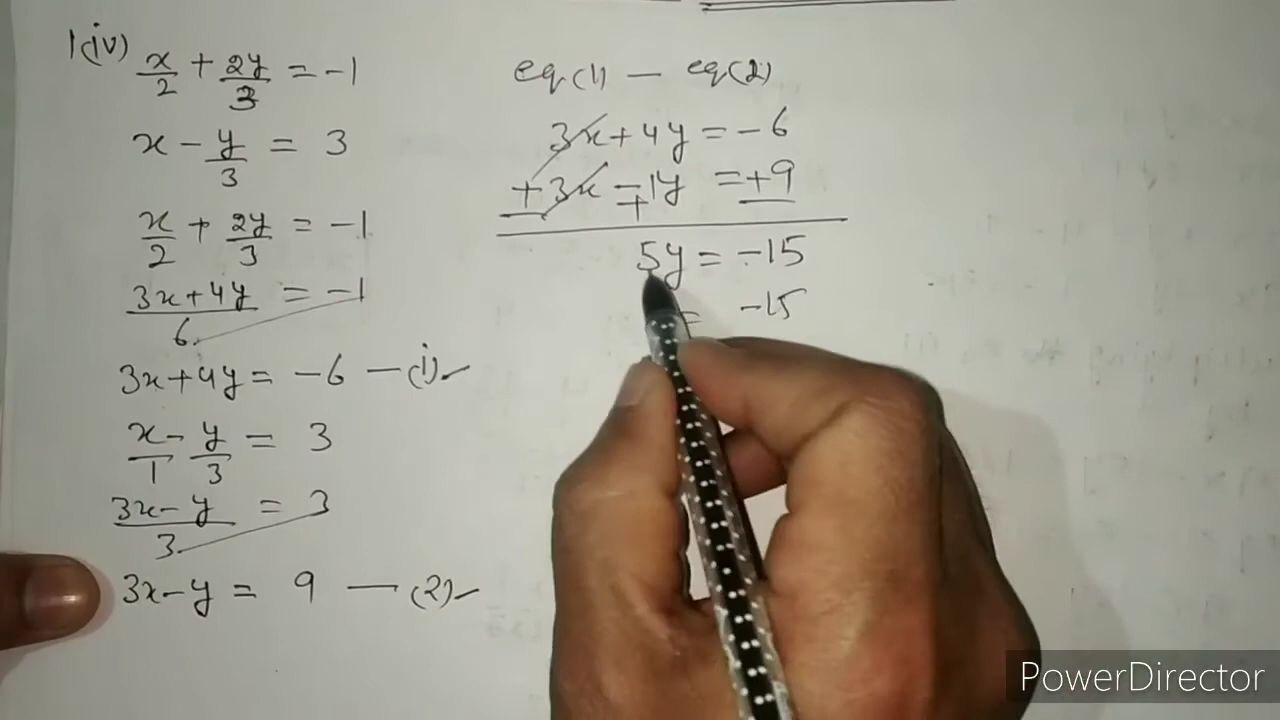 1(iv) x/2 + 2y/3 = -1
x - y/3 = 3
x/2 + 2y/3 = -1
3x+4y/6 = -1
3x+4y = -6 — (i)
x/1 - y/3 = 3
3x-y/3 = 3
3x-y = 9 — (2)
eq(1) — eq(2)
3x+4y = -6
+3x -1y = +9
+
5y = -15
= -15
PowerDirector